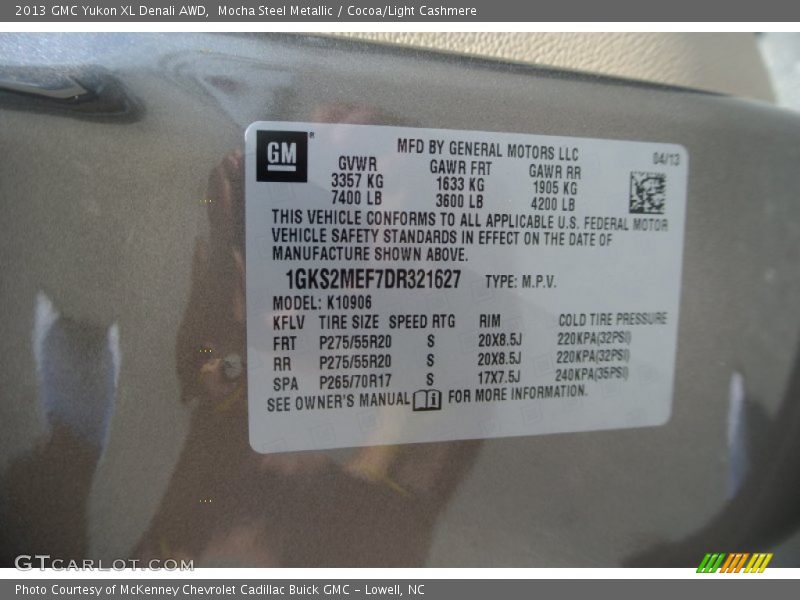 2013 GMC Yukon XL Denali AWD, Mocha Steel Metallic / Cocoa/Light Cashmere
GM ®
MFD BY GENERAL MOTORS LLC 04/13
GVWR GAWR FRT GAWR RR
3357 KG 1633 KG 1905 KG
7400 LB 3600 LB 4200 LB
THIS VEHICLE CONFORMS TO ALL APPLICABLE U.S. FEDERAL MOTOR
VEHICLE SAFETY STANDARDS IN EFFECT ON THE DATE OF
MANUFACTURE SHOWN ABOVE.
1GKS2MEF7DR321627 TYPE: M.P.V.
MODEL: K10906
KFLV TIRE SIZE SPEED RTG RIM COLD TIRE PRESSURE
FRT P275/55R20 S 20X8.5J 220KPA(32PSI)
RR P275/55R20 S 20X8.5J 220KPA(32PSI)
SPA P265/70R17 S 17X7.5J 240KPA(35PSI)
SEE OWNER'S MANUAL FOR MORE INFORMATION.
GTCARLOT.COM
Photo Courtesy of McKenney Chevrolet Cadillac Buick GMC - Lowell, NC